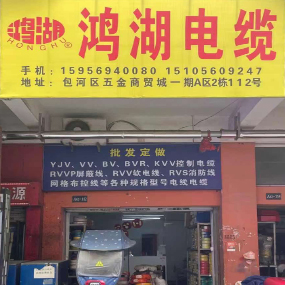 鸿湖
HONGHU
鸿湖电缆
手机：15956940080 15105609247
地址：包河区五金商贸城一期A区2栋112号
批发定做
YJV, VV, BV, BVR, KVV控制电缆
RVVP屏蔽线、RVV软电线、RVS消防线
网格布控线等各种规格型号电线电缆
源